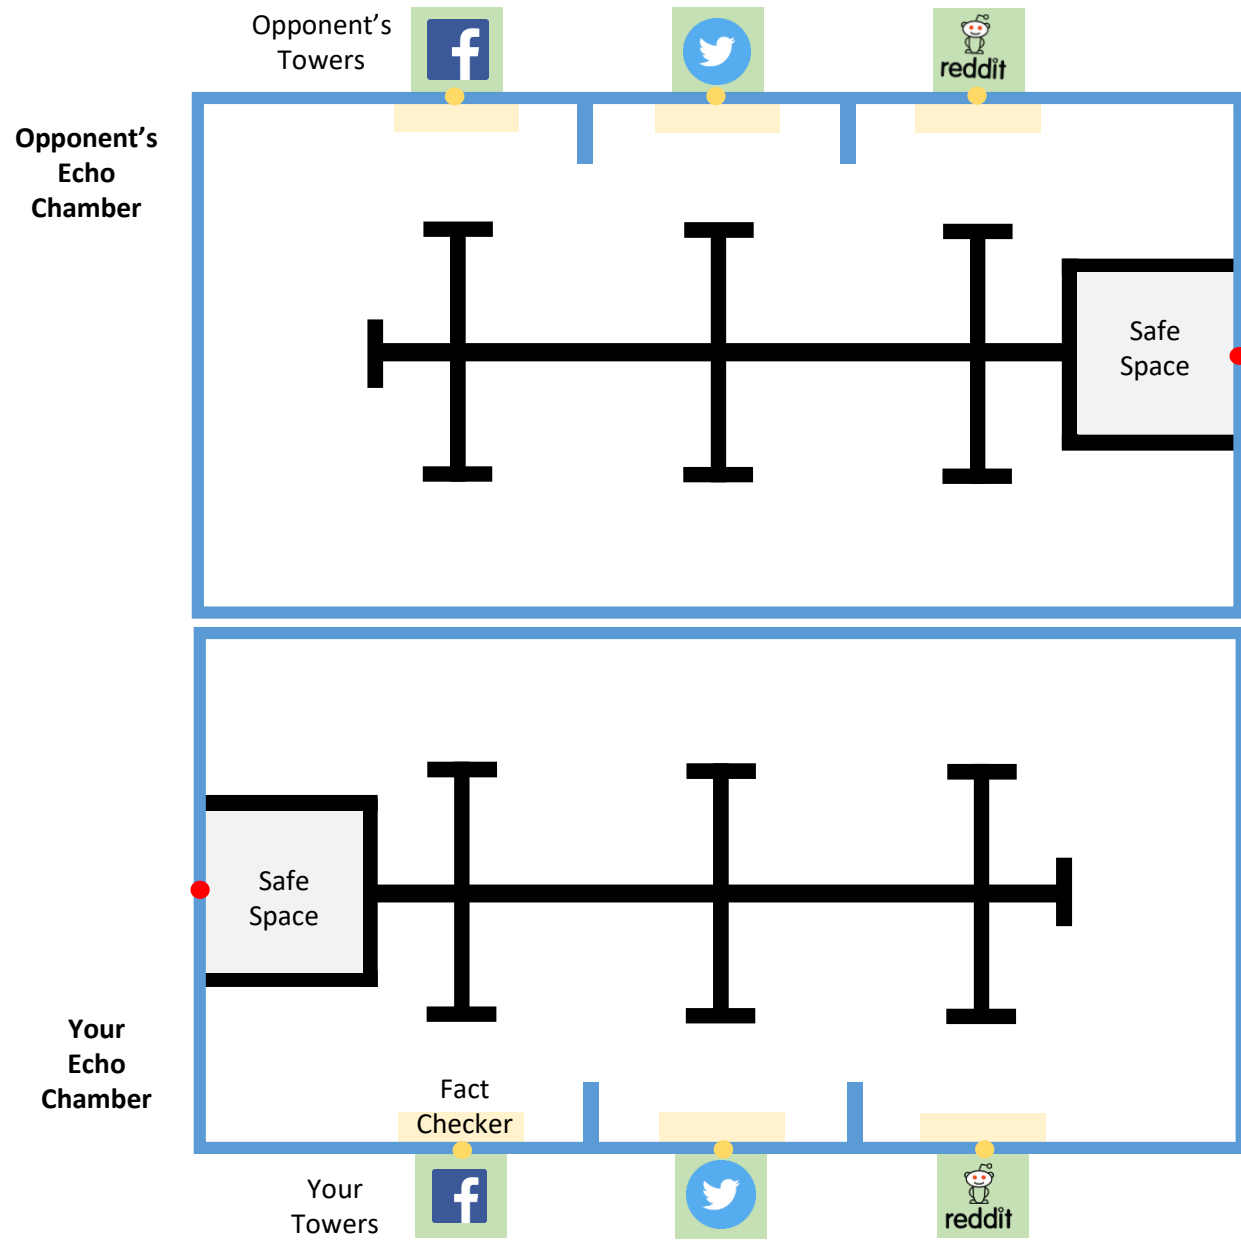 Opponent's
Towers
reddit
Opponent's
Echo
Chamber
Safe
Space
Safe
Space
Your
Echo
Chamber
Fact
Checker
Your
Towers
reddit